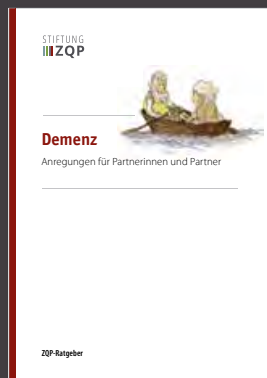 STIFTUNG
ZQP
Demenz
Anregungen für Partnerinnen und Partner
ZQP-Ratgeber